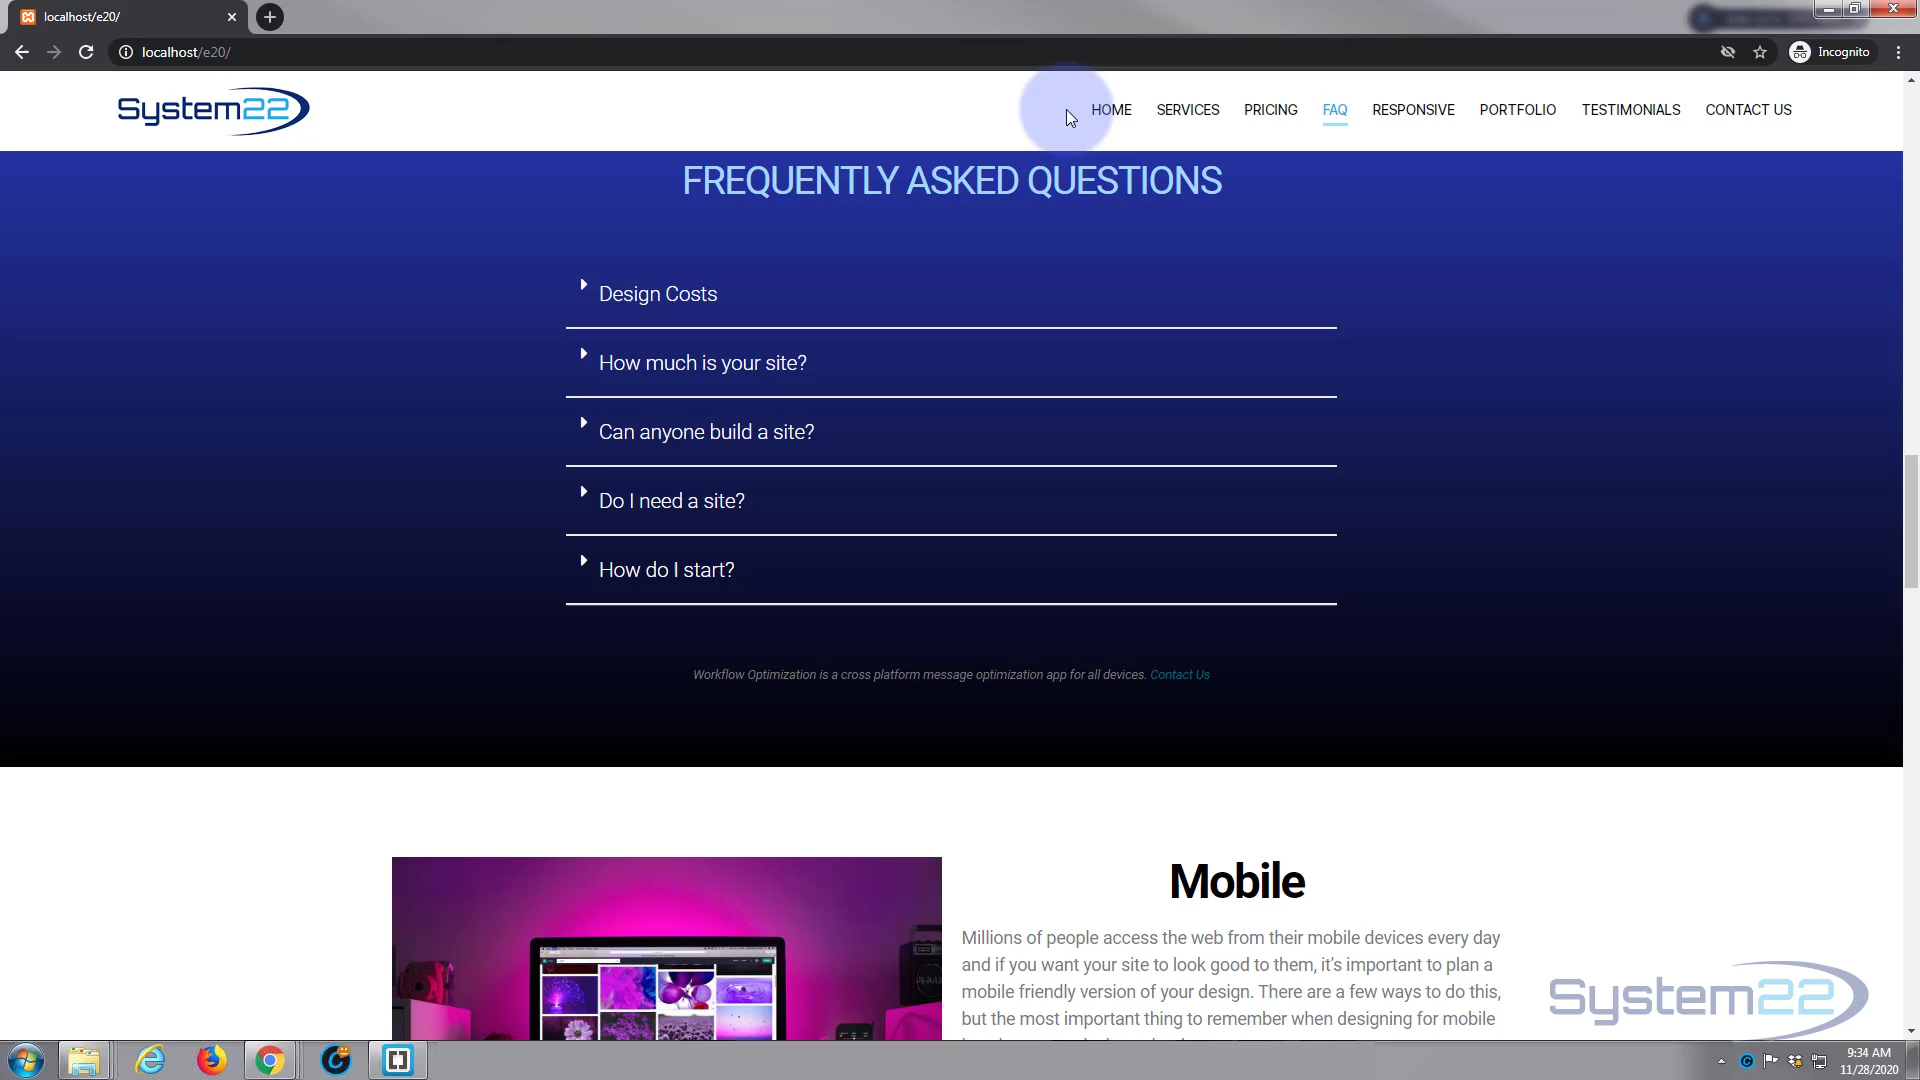 localhost/e20/
localhost/e20/
Incognito
System22
HOME SERVICES PRICING FAQ RESPONSIVE PORTFOLIO TESTIMONIALS CONTACT US
FREQUENTLY ASKED QUESTIONS
Design Costs
How much is your site?
Can anyone build a site?
Do I need a site?
How do I start?
Workflow Optimization is a cross platform message optimization app for all devices. Contact Us
Mobile
Millions of people access the web from their mobile devices every day
and if you want your site to look good to them, it's important to plan a
mobile friendly version of your design. There are a few ways to do this,
but the most important thing to remember when designing for mobile
System22
9:34 AM
11/28/2020